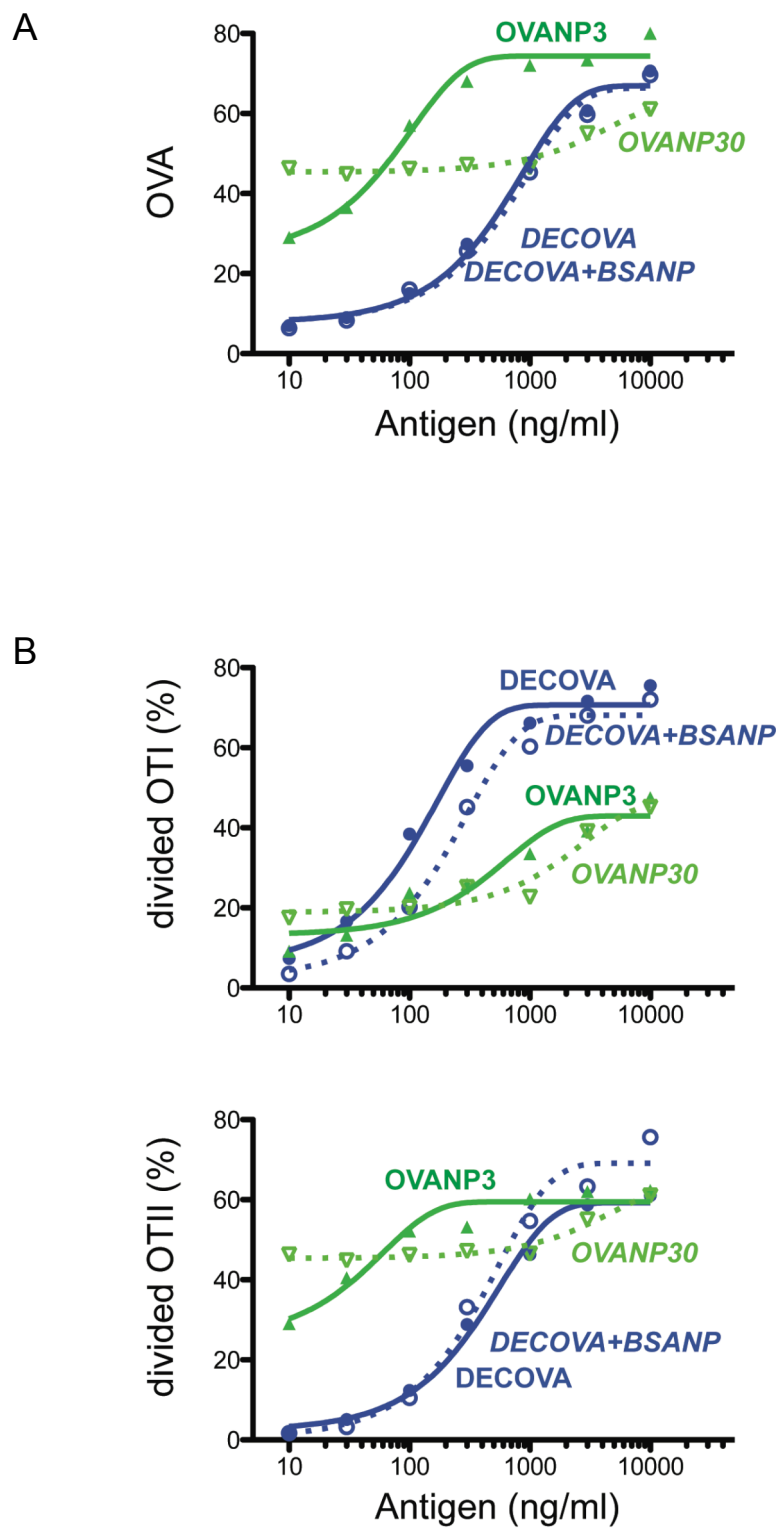 A
OVANP3
80
60
OVANP30
OVA
40
DECOVA
DECOVA+BSANP
20
0
10 100 1000 10000
Antigen (ng/ml)
B
80
DECOVA
DECOVA+BSANP
60
divided OTI (%)
OVANP3
40
OVANP30
20
0
10 100 1000 10000
80
OVANP3
60
OVANP30
divided OTII (%)
40
DECOVA+BSANP
20
DECOVA
0
10 100 1000 10000
Antigen (ng/ml)